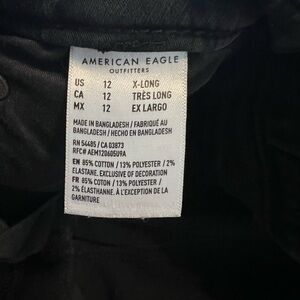 AMERICAN EAGLE
OUTFITTERS
US 12 X-LONG
CA 12 TRÈS LONG
MX 12 EX LARGO
MADE IN BANGLADESH / FABRIQUÉ AU
BANGLADESH / HECHO EN BANGLADESH
RN 54485 / CA 03873
RFC# AEM120605U9A
EN 85% COTTON / 13% POLYESTER / 2%
ELASTANE. EXCLUSIVE OF DECORATION
FR 85% COTON / 13% POLYESTER / 2%
ÉLASTHANNE. À L'EXCEPTION DE LA
GARNITURE